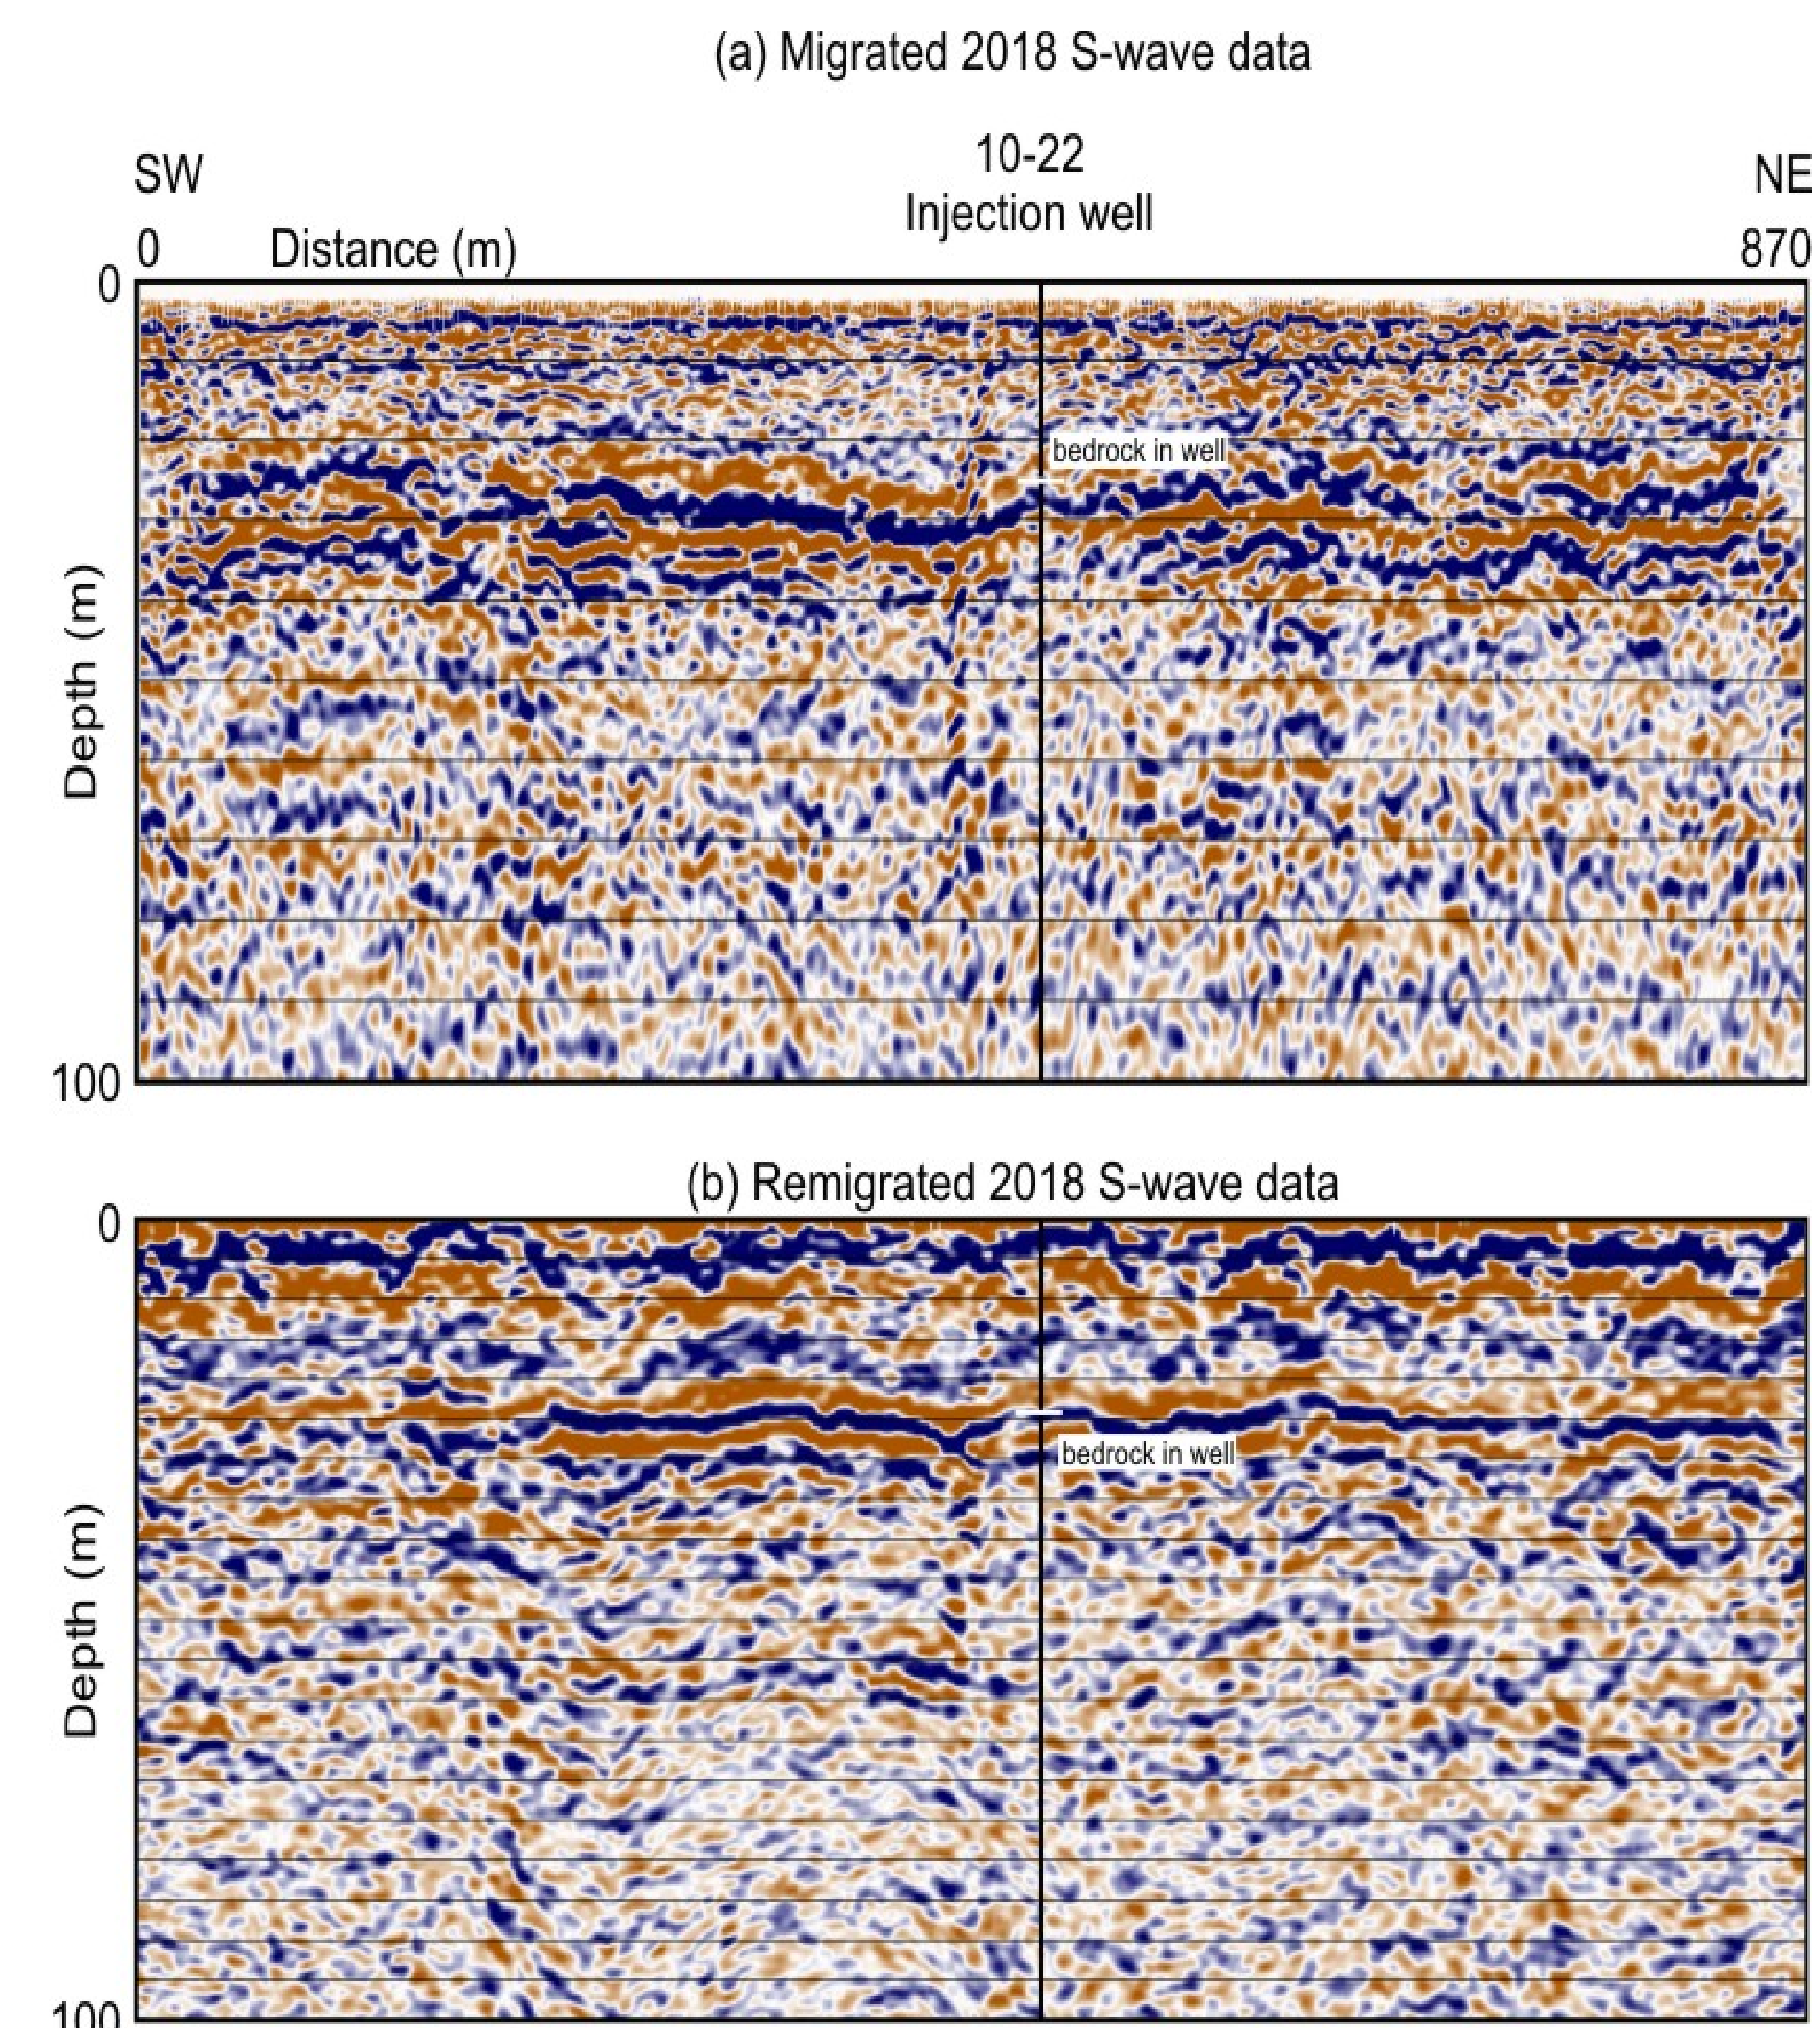 (a) Migrated 2018 S-wave data
10-22
SW NE
Injection well
0 Distance (m) 870
0
bedrock in well
Depth (m)
100
(b) Remigrated 2018 S-wave data
0
bedrock in well
Depth (m)
100